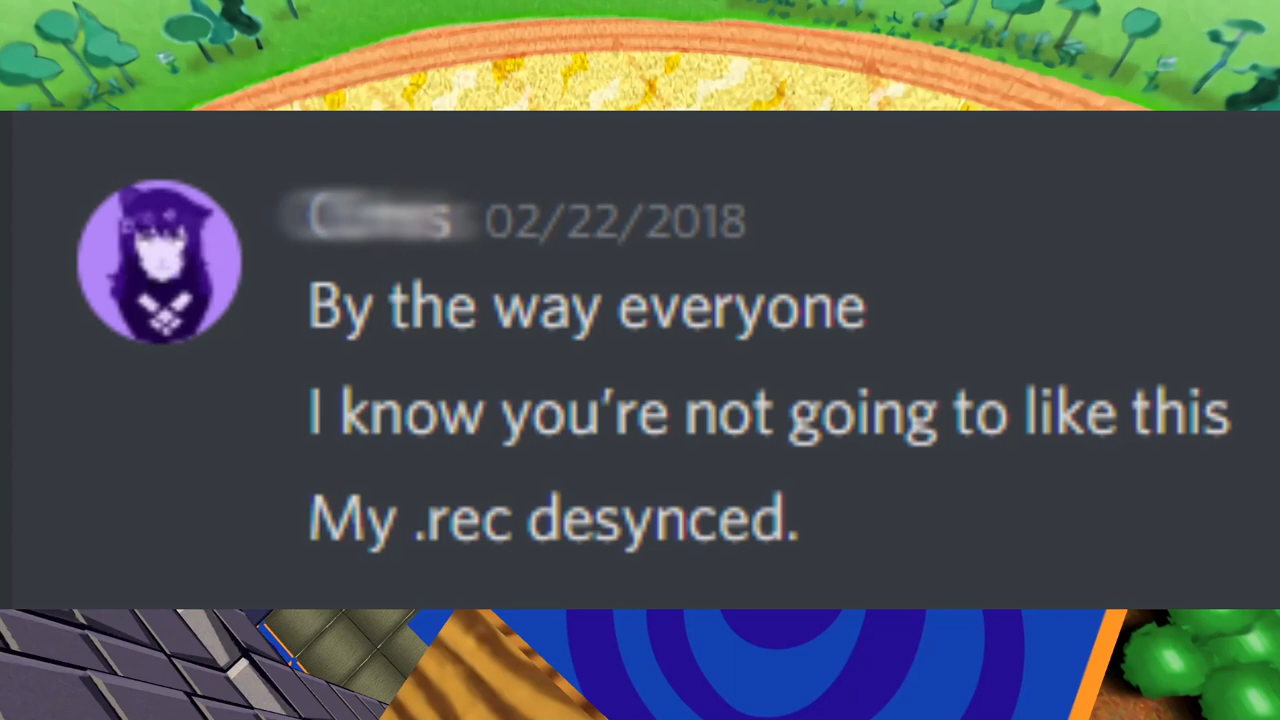 02/22/2018
By the way everyone
I know you’re not going to like this
My .rec desynced.